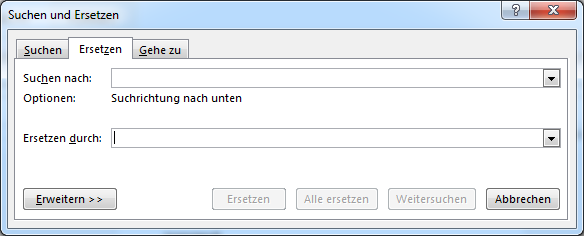 Suchen und Ersetzen
Suchen Ersetzen Gehe zu
Suchen nach:
Optionen: Suchrichtung nach unten
Ersetzen durch:
Erweitern >> Ersetzen Alle ersetzen Weitersuchen Abbrechen